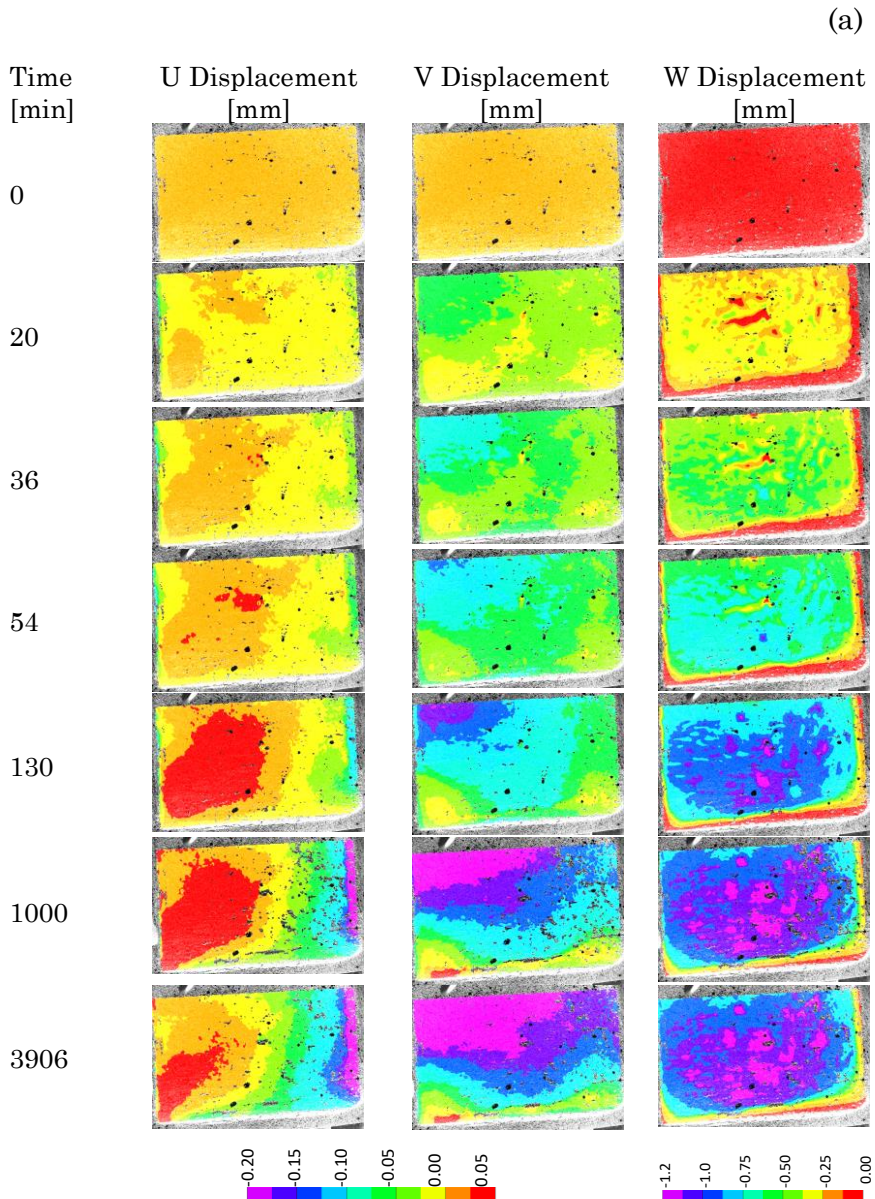 (a)
Time U Displacement V Displacement W Displacement
[min] [mm] [mm] [mm]
0
20
36
54
130
1000
3906
-0.20 -0.15 -0.10 -0.05 0.00 0.05 -1.2 -1.0 -0.75 -0.50 -0.25 0.00